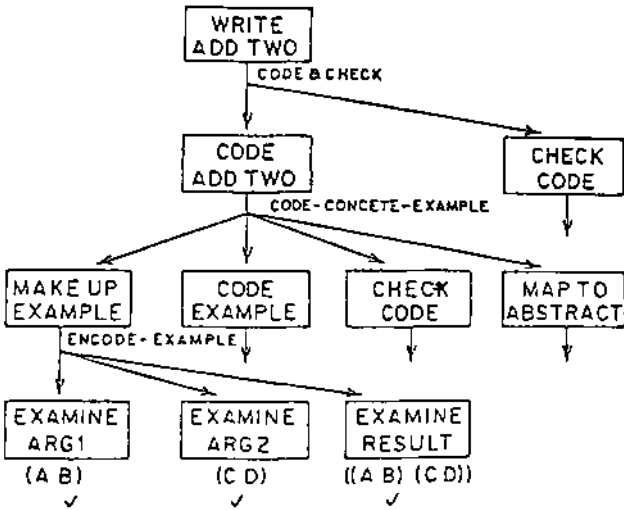 WRITE
ADD TWO
CODE & CHECK
CODE
ADD TWO
CHECK
CODE
CODE-CONCETE-EXAMPLE
MAKE UP
EXAMPLE
CODE
EXAMPLE
CHECK
CODE
MAP TO
ABSTRACT
ENCODE-EXAMPLE
EXAMINE
ARG1
EXAMINE
ARG2
EXAMINE
RESULT
(A B)
(C D)
((A B) (C D))
✓ ✓ ✓